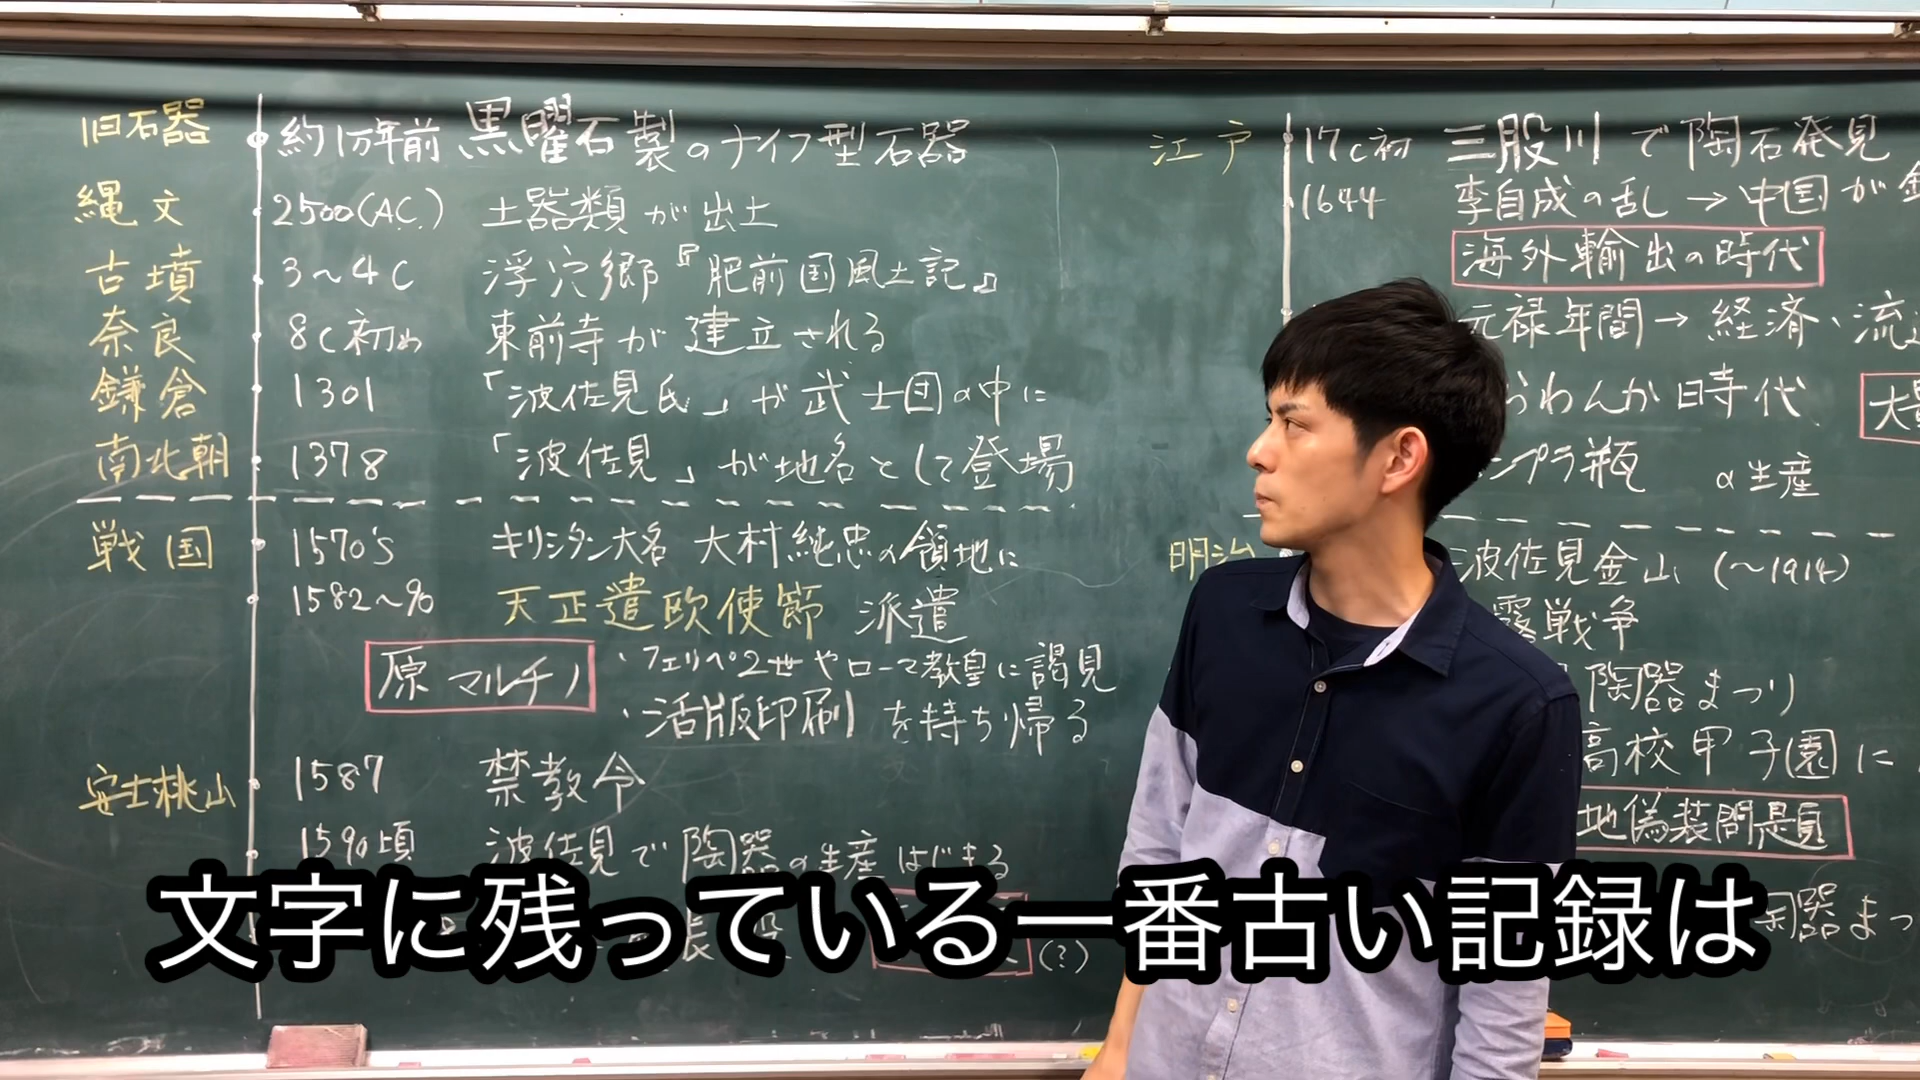 旧石器 約1万年前 黒曜石製のナイフ型石器
縄文 2500(A.C.) 土器類が出土
古墳 3〜4C 浮穴郷『肥前国風土記』
奈良 8C初め 東前寺が建立される
鎌倉 1301 「波佐見氏」が武士団の中に
南北朝 1378 「波佐見」が地名として登場
戦国 1570's キリシタン大名 大村純忠の領地に
1582〜90 天正遣欧使節 派遣
原マルチノ
・フェリペ2世やローマ教皇に謁見
・活版印刷を持ち帰る
安土桃山 1587 禁教令
1590頃 波佐見で陶器の生産はじまる
(?)
江戸 17C初 三股川で陶石発見
1644 李自成の乱→中国が
海外輸出の時代
元禄年間→経済、流
らわんか時代
ンプラ瓶 の生産
明治 波佐見金山(〜1914)
露戦争
陶器まつり
高校甲子園に
地偽装問題
器まつ
文字に残っている一番古い記録は